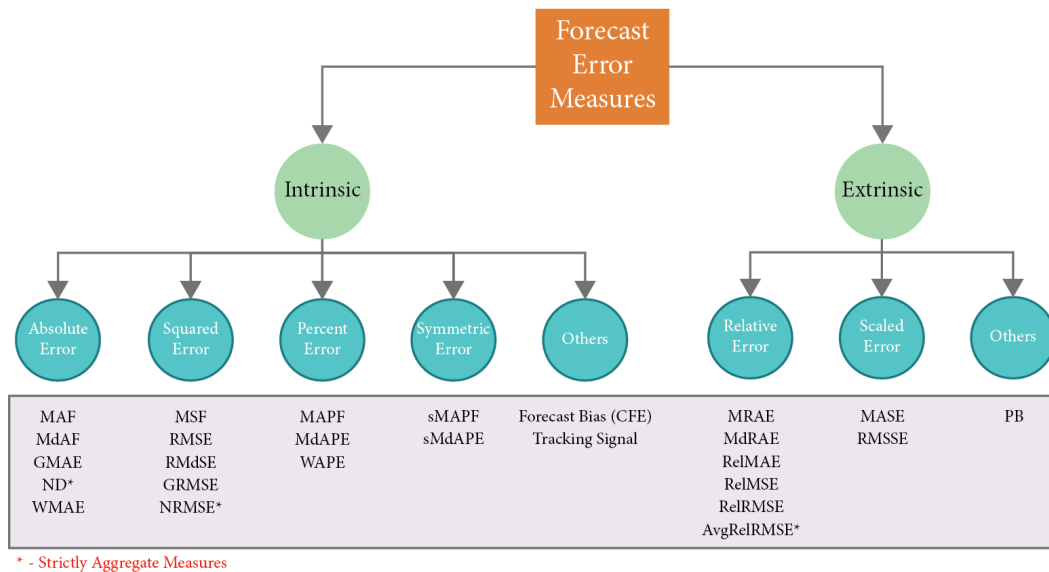 Forecast
Error
Measures
Intrinsic
Extrinsic
Absolute
Error
Squared
Error
Percent
Error
Symmetric
Error
Others
Relative
Error
Scaled
Error
Others
MAF
MdAF
GMAE
ND*
WMAE
MSF
RMSE
RMdSE
GRMSE
NRMSE*
MAPF
MdAPE
WAPE
sMAPF
sMdAPE
Forecast Bias (CFE)
Tracking Signal
MRAE
MdRAE
RelMAE
RelMSE
RelRMSE
AvgRelRMSE*
MASE
RMSSE
PB
* - Strictly Aggregate Measures